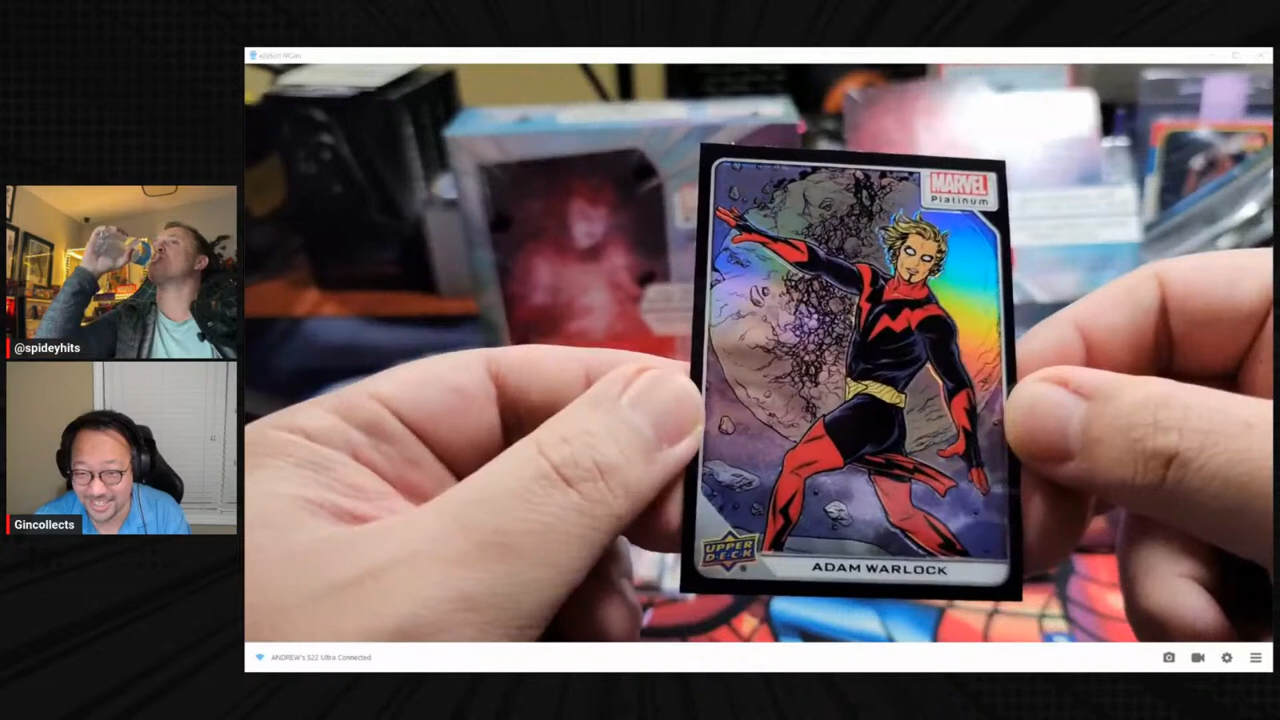 @spideyhits
Gincollects
MARVEL
Platinum
UPPER
DECK
ADAM WARLOCK
ANDREW's S22 Ultra Connected